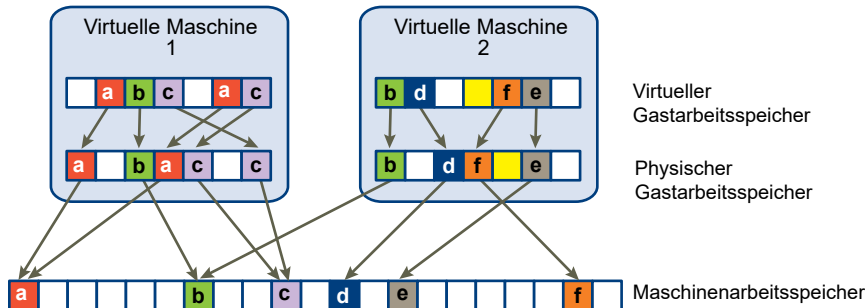 Virtuelle Maschine
1
Virtuelle Maschine
2
a b c a c
b d f e
Virtueller
Gastarbeitsspeicher
a b a c c
b d f e
Physischer
Gastarbeitsspeicher
a b c d e f
Maschinenarbeitsspeicher